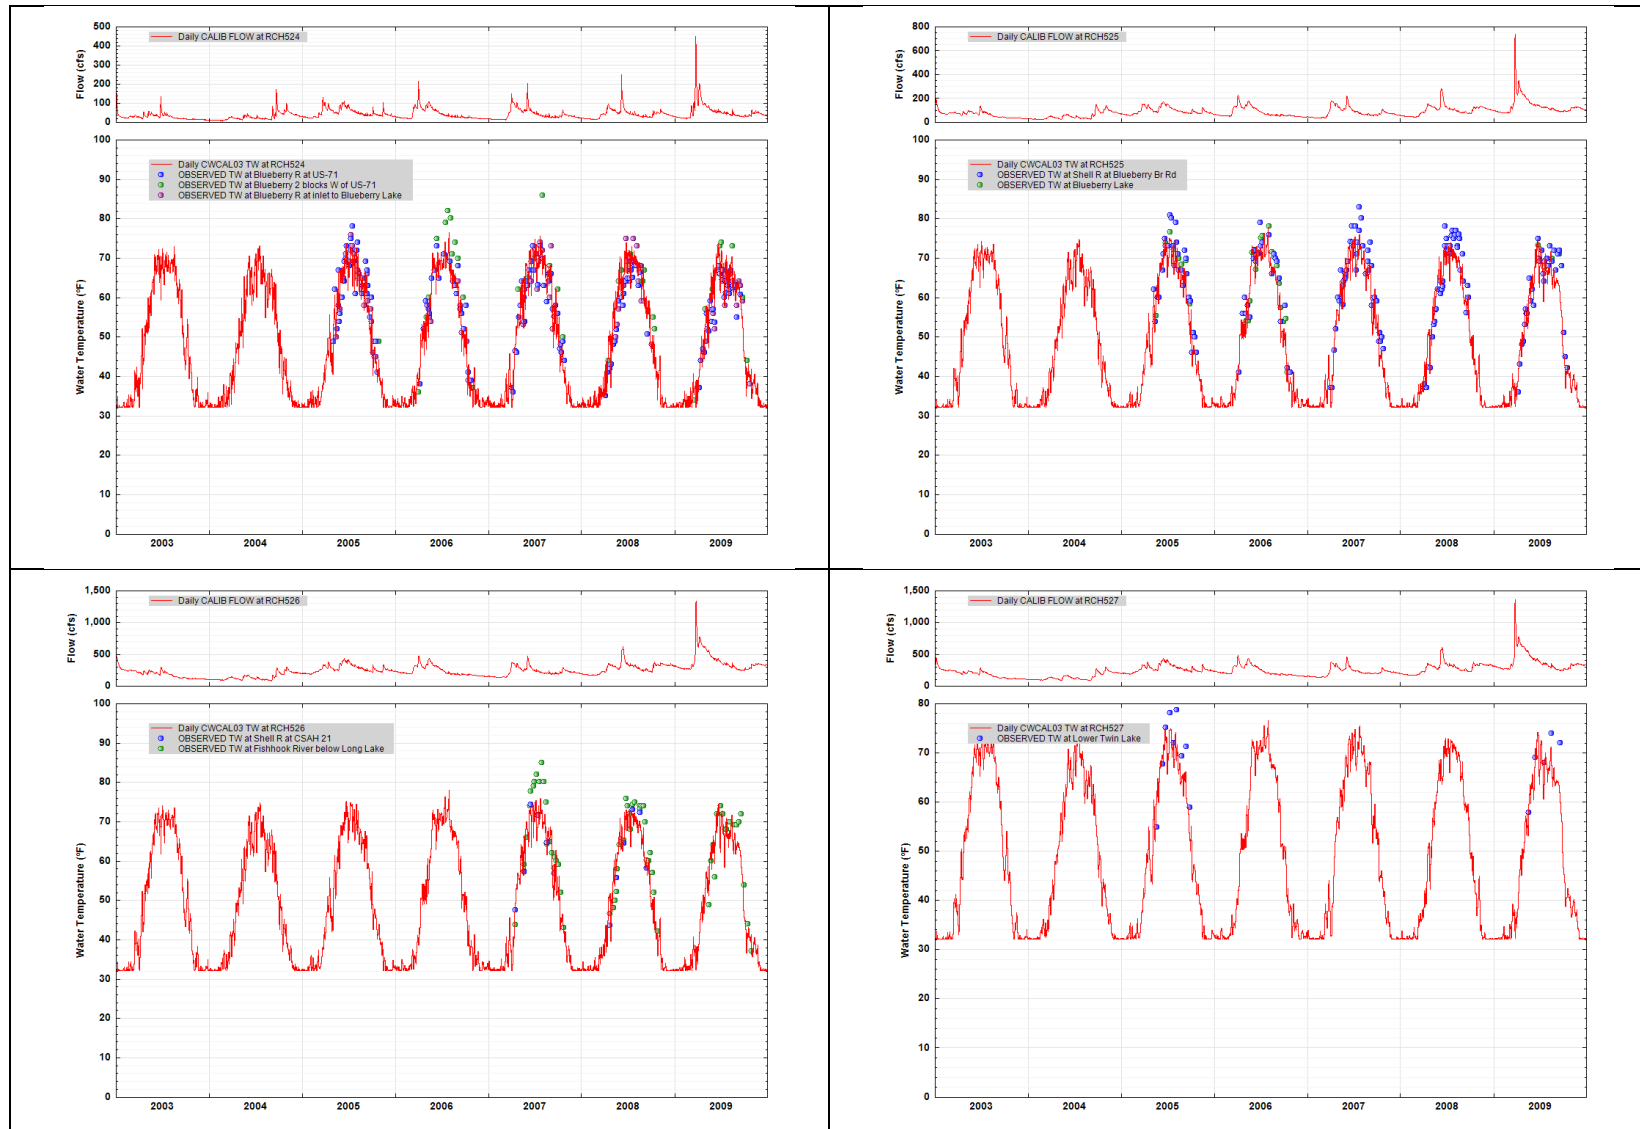 Flow (cfs)
500
400
300
200
100
0
Daily CALIB FLOW at RCH524
Water Temperature (°F)
100
90
80
70
60
50
40
30
20
10
0
Daily CWCAL03 TW at RCH524
OBSERVED TW at Blueberry R at US-71
OBSERVED TW at Blueberry 2 blocks W of US-71
OBSERVED TW at Blueberry R at inlet to Blueberry Lake
2003 2004 2005 2006 2007 2008 2009
Flow (cfs)
800
600
400
200
0
Daily CALIB FLOW at RCH525
Water Temperature (°F)
100
90
80
70
60
50
40
30
20
10
0
Daily CWCAL03 TW at RCH525
OBSERVED TW at Shell R at Blueberry Br Rd
OBSERVED TW at Blueberry Lake
2003 2004 2005 2006 2007 2008 2009
Flow (cfs)
1,500
1,000
500
0
Daily CALIB FLOW at RCH526
Water Temperature (°F)
100
90
80
70
60
50
40
30
20
10
0
Daily CWCAL03 TW at RCH526
OBSERVED TW at Shell R at CSAH 21
OBSERVED TW at Fishhook River below Long Lake
2003 2004 2005 2006 2007 2008 2009
Flow (cfs)
1,500
1,000
500
0
Daily CALIB FLOW at RCH527
Water Temperature (°F)
80
70
60
50
40
30
20
10
0
Daily CWCAL03 TW at RCH527
OBSERVED TW at Lower Twin Lake
2003 2004 2005 2006 2007 2008 2009